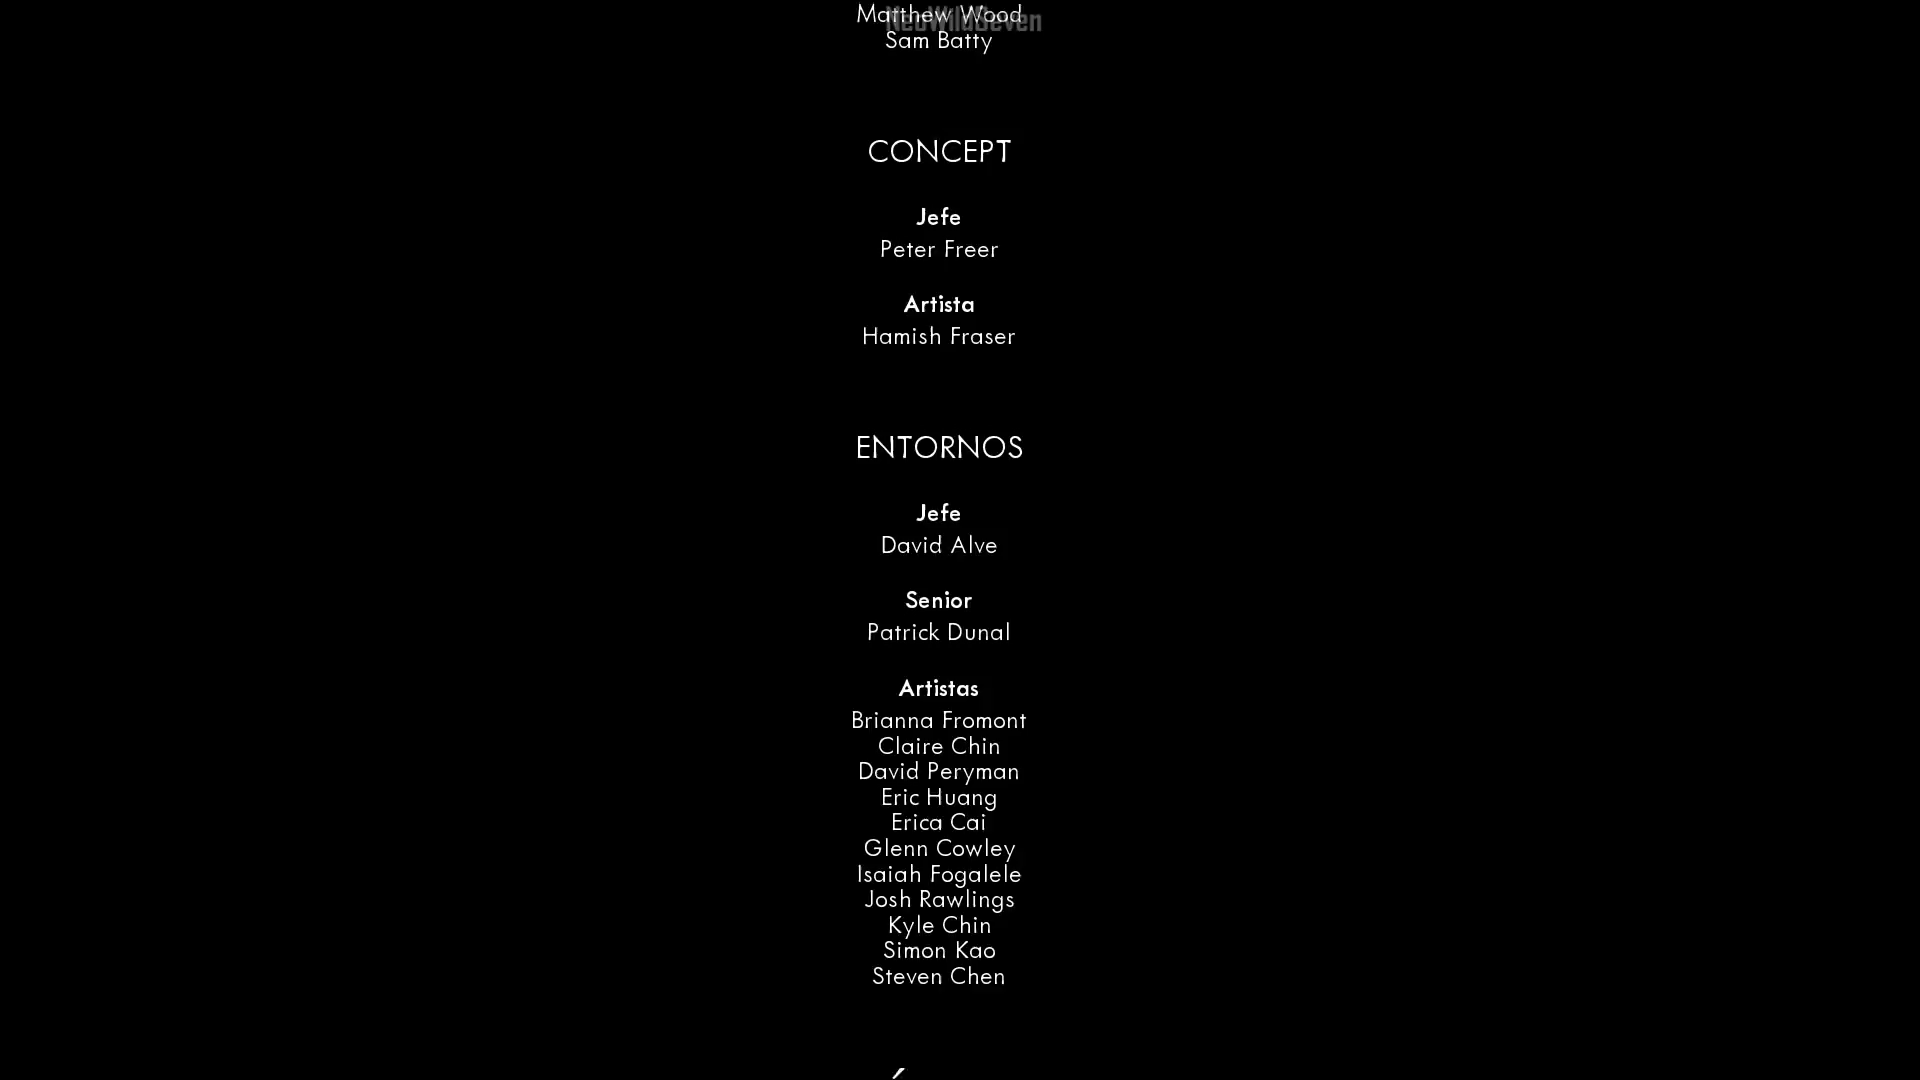 Matthew Wood
NeoWildSeven
Sam Batty
CONCEPT
Jefe
Peter Freer
Artista
Hamish Fraser
ENTORNOS
Jefe
David Alve
Senior
Patrick Dunal
Artistas
Brianna Fromont
Claire Chin
David Peryman
Eric Huang
Erica Cai
Glenn Cowley
Isaiah Fogalele
Josh Rawlings
Kyle Chin
Simon Kao
Steven Chen